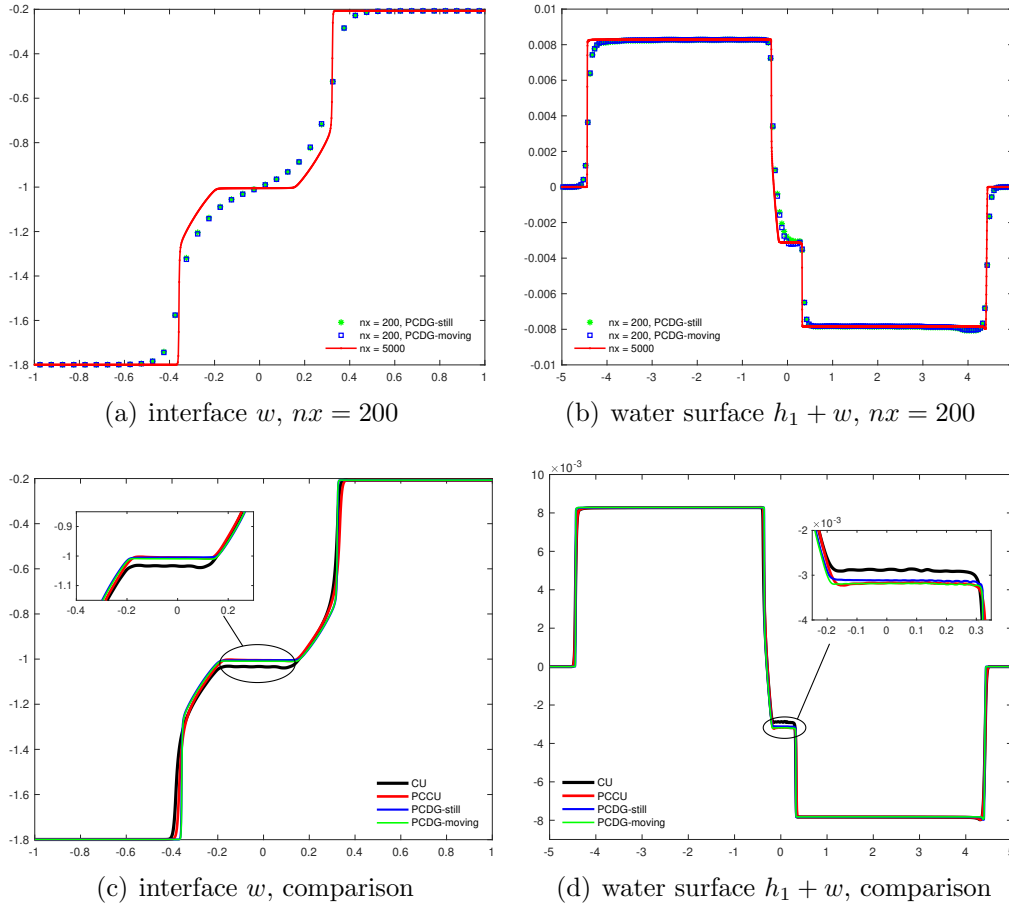 -0.2
-0.4
-0.6
-0.8
-1
-1.2
-1.4
-1.6
-1.8
-1 -0.8 -0.6 -0.4 -0.2 0 0.2 0.4 0.6 0.8 1
nx = 200, PCDG-still
nx = 200, PCDG-moving
nx = 5000
(a) interface w, nx = 200
0.01
0.008
0.006
0.004
0.002
0
-0.002
-0.004
-0.006
-0.008
-0.01
-5 -4 -3 -2 -1 0 1 2 3 4 5
nx = 200, PCDG-still
nx = 200, PCDG-moving
nx = 5000
(b) water surface h₁ + w, nx = 200
-0.2
-0.4
-0.6
-0.8
-1
-1.2
-1.4
-1.6
-1.8
-1 -0.8 -0.6 -0.4 -0.2 0 0.2 0.4 0.6 0.8 1
-0.9
-1
-1.1
-0.4 -0.2 0 0.2
CU
PCCU
PCDG-still
PCDG-moving
(c) interface w, comparison
×10⁻³
10
8
6
4
2
0
-2
-4
-6
-8
-5 -4 -3 -2 -1 0 1 2 3 4 5
×10⁻³
-2
-3
-4
-0.2 -0.1 0 0.1 0.2 0.3
CU
PCCU
PCDG-still
PCDG-moving
(d) water surface h₁ + w, comparison